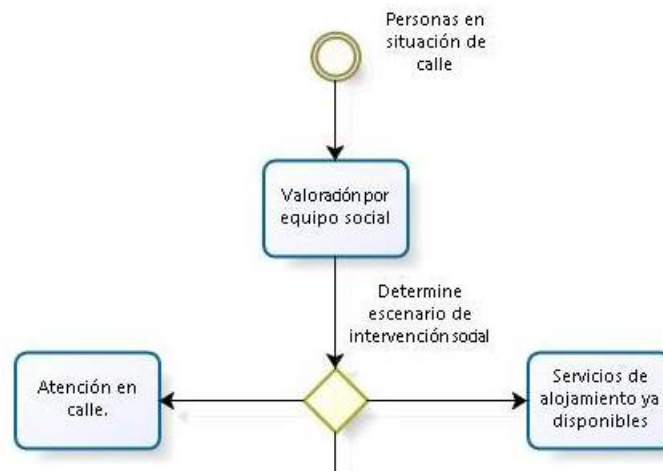 Personas en
situación de
calle
Valoración por
equipo social
Determine
escenario de
intervención social
Atención en
calle.
Servicios de
alojamiento ya
disponibles